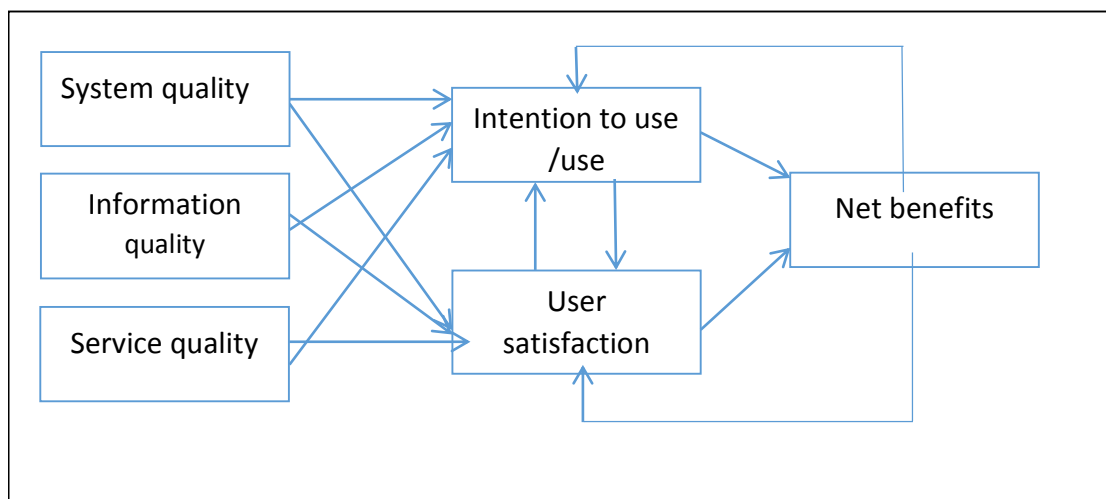 System quality
Information
quality
Service quality
Intention to use
/use
User
satisfaction
Net benefits